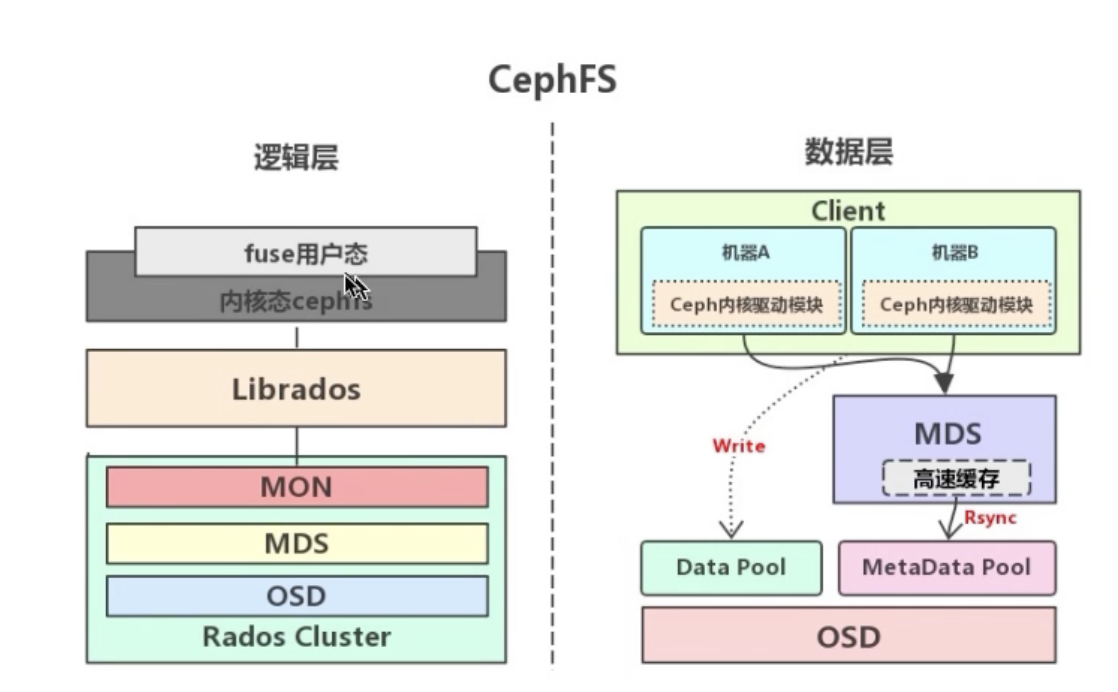 CephFS
逻辑层
fuse用户态
内核态cephfs
Librados
MON
MDS
OSD
Rados Cluster
数据层
Client
机器A
机器B
Ceph内核驱动模块
Ceph内核驱动模块
Write
MDS
高速缓存
Rsync
Data Pool
MetaData Pool
OSD